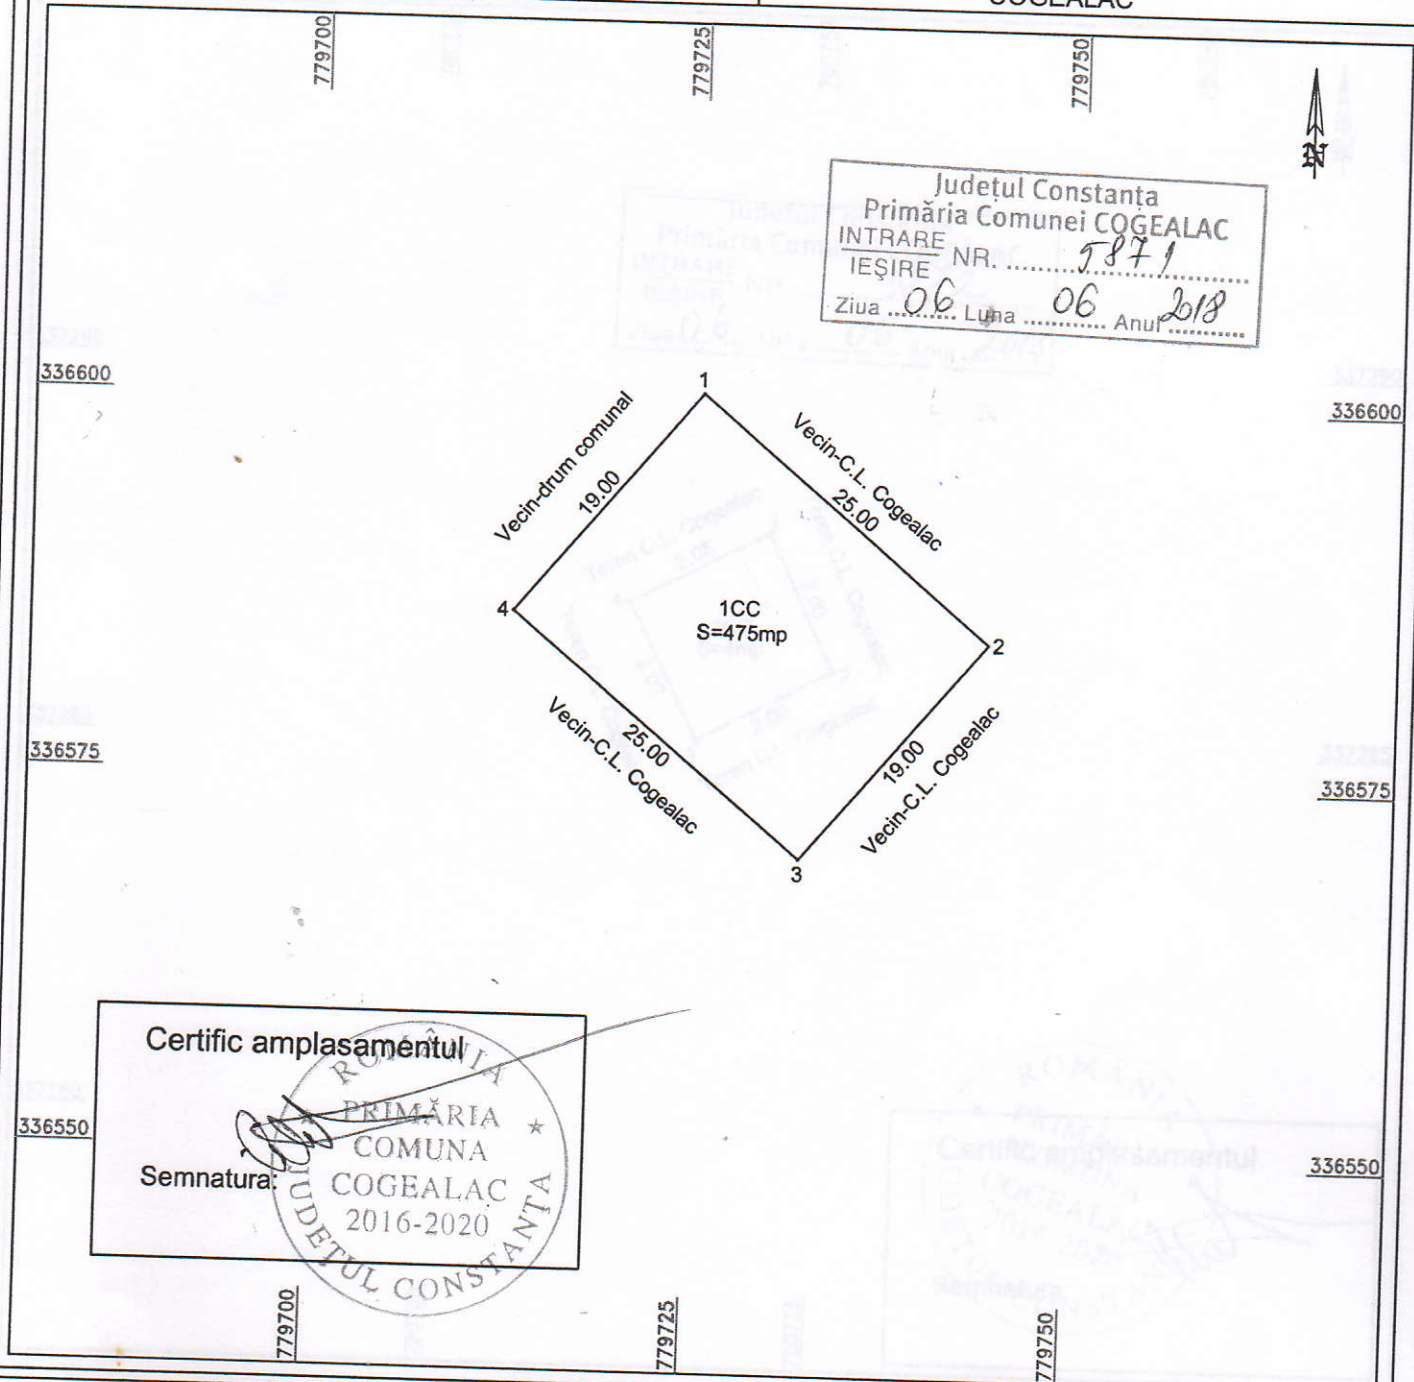 COGEALAC
779700
779725
779750
N
Județul Constanța
Primăria Comunei COGEALAC
INTRARE
IEȘIRE NR. 5871
Ziua 06 Luna 06 Anul 2018
336600
336600
1
Vecin-drum comunal
19.00
Vecin-C.L. Cogealac
25.00
4
1CC
S=475mp
2
336575
336575
25.00
Vecin-C.L. Cogealac
19.00
Vecin-C.L. Cogealac
3
Certific amplasamentul
Semnatura:
ROMÂNIA
PRIMĂRIA
COMUNA
COGEALAC
2016-2020
JUDEȚUL CONSTANȚA
336550
336550
779700
779725
779750